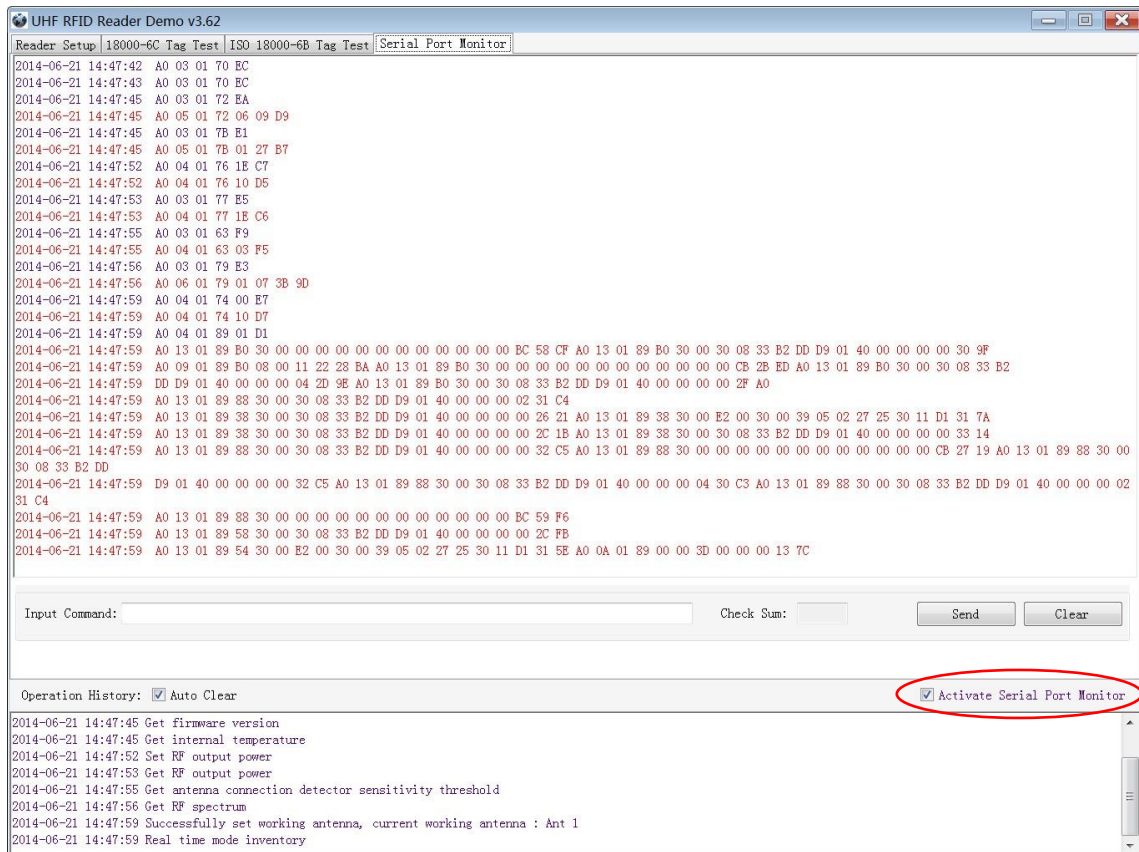 UHF RFID Reader Demo v3.62
Reader Setup 18000-6C Tag Test ISO 18000-6B Tag Test Serial Port Monitor
2014-06-21 14:47:42 A0 03 01 70 EC
2014-06-21 14:47:43 A0 03 01 70 EC
2014-06-21 14:47:45 A0 03 01 72 EA
2014-06-21 14:47:45 A0 05 01 72 06 09 D9
2014-06-21 14:47:45 A0 03 01 7B E1
2014-06-21 14:47:45 A0 05 01 7B 01 27 B7
2014-06-21 14:47:52 A0 04 01 76 1E C7
2014-06-21 14:47:52 A0 04 01 76 10 D5
2014-06-21 14:47:53 A0 03 01 77 E5
2014-06-21 14:47:53 A0 04 01 77 1E C6
2014-06-21 14:47:55 A0 03 01 63 F9
2014-06-21 14:47:55 A0 04 01 63 03 F5
2014-06-21 14:47:56 A0 03 01 79 E3
2014-06-21 14:47:56 A0 06 01 79 01 07 3B 9D
2014-06-21 14:47:59 A0 04 01 74 00 E7
2014-06-21 14:47:59 A0 04 01 74 10 D7
2014-06-21 14:47:59 A0 04 01 89 01 D1
2014-06-21 14:47:59 A0 13 01 89 B0 30 00 00 00 00 00 00 00 00 00 00 00 00 BC 58 CF A0 13 01 89 B0 30 00 30 08 33 B2 DD D9 01 40 00 00 00 00 30 9F
2014-06-21 14:47:59 A0 09 01 89 B0 08 00 11 22 28 BA A0 13 01 89 B0 30 00 00 00 00 00 00 00 00 00 00 00 00 CB 2B ED A0 13 01 89 B0 30 00 30 08 33 B2
2014-06-21 14:47:59 DD D9 01 40 00 00 00 04 2D 9E A0 13 01 89 B0 30 00 30 08 33 B2 DD D9 01 40 00 00 00 00 2F A0
2014-06-21 14:47:59 A0 13 01 89 88 30 00 30 08 33 B2 DD D9 01 40 00 00 00 02 31 C4
2014-06-21 14:47:59 A0 13 01 89 38 30 00 30 08 33 B2 DD D9 01 40 00 00 00 00 26 21 A0 13 01 89 38 30 00 E2 00 30 00 39 05 02 27 25 30 11 D1 31 7A
2014-06-21 14:47:59 A0 13 01 89 38 30 00 30 08 33 B2 DD D9 01 40 00 00 00 00 2C 1B A0 13 01 89 38 30 00 30 08 33 B2 DD D9 01 40 00 00 00 00 33 14
2014-06-21 14:47:59 A0 13 01 89 88 30 00 30 08 33 B2 DD D9 01 40 00 00 00 00 32 C5 A0 13 01 89 88 30 00 00 00 00 00 00 00 00 00 00 00 00 CB 27 19 A0 13 01 89 88 30 00
30 08 33 B2 DD
2014-06-21 14:47:59 D9 01 40 00 00 00 00 32 C5 A0 13 01 89 88 30 00 30 08 33 B2 DD D9 01 40 00 00 00 04 30 C3 A0 13 01 89 88 30 00 30 08 33 B2 DD D9 01 40 00 00 00 02
31 C4
2014-06-21 14:47:59 A0 13 01 89 88 30 00 00 00 00 00 00 00 00 00 00 00 00 BC 59 F6
2014-06-21 14:47:59 A0 13 01 89 58 30 00 30 08 33 B2 DD D9 01 40 00 00 00 00 2C FB
2014-06-21 14:47:59 A0 13 01 89 54 30 00 E2 00 30 00 39 05 02 27 25 30 11 D1 31 5E A0 0A 01 89 00 00 3D 00 00 00 13 7C
Input Command: Check Sum: Send Clear
Operation History: Auto Clear Activate Serial Port Monitor
2014-06-21 14:47:45 Get firmware version
2014-06-21 14:47:45 Get internal temperature
2014-06-21 14:47:52 Set RF output power
2014-06-21 14:47:53 Get RF output power
2014-06-21 14:47:55 Get antenna connection detector sensitivity threshold
2014-06-21 14:47:56 Get RF spectrum
2014-06-21 14:47:59 Successfully set working antenna, current working antenna : Ant 1
2014-06-21 14:47:59 Real time mode inventory